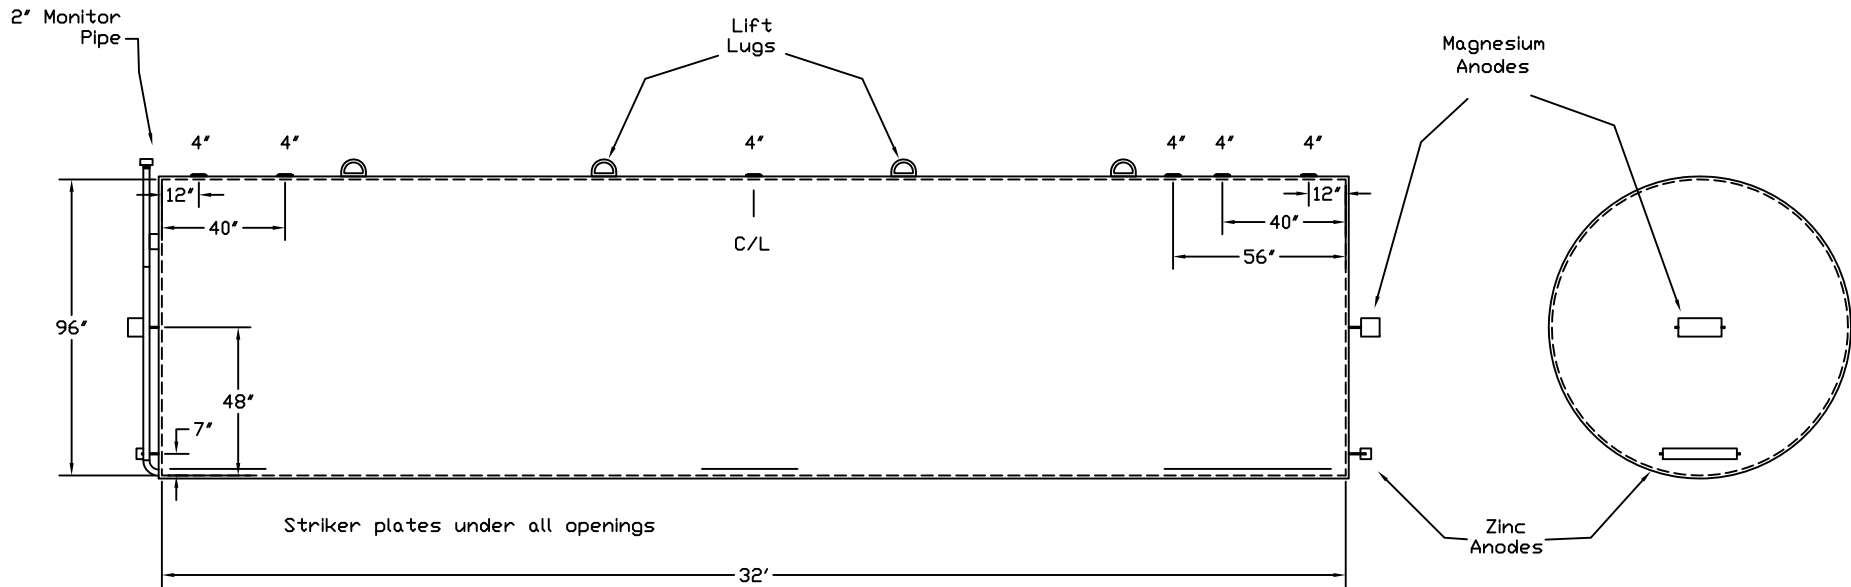 2" Monitor
Pipe
Lift
Lugs
Magnesium
Anodes
4" 4" 4" 4" 4" 4"
12" 12"
40" 40"
C/L
56"
96"
48"
7"
Striker plates under all openings
Zinc
Anodes
32'